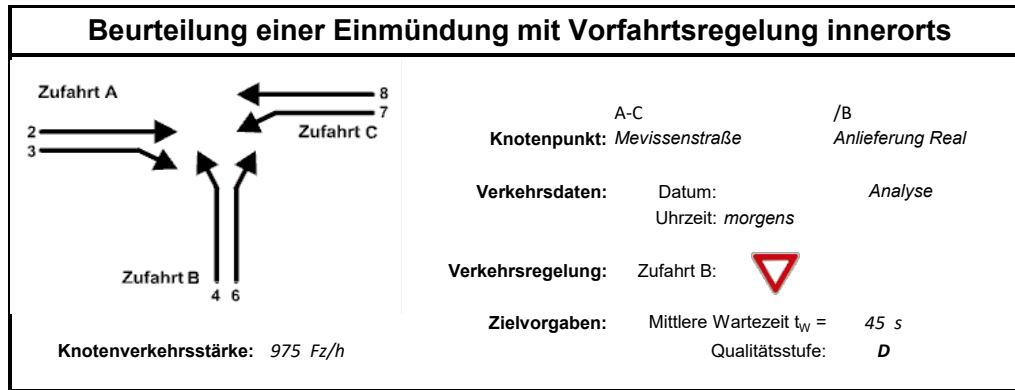 Beurteilung einer Einmündung mit Vorfahrtsregelung innerorts
Zufahrt A
8
7
Zufahrt C
2
3
Zufahrt B
4 6
Knotenverkehrsstärke: 975 Fz/h
A-C /B
Knotenpunkt: Mevissenstraße Anlieferung Real
Verkehrsdaten: Datum: Analyse
Uhrzeit: morgens
Verkehrsregelung: Zufahrt B:
Zielvorgaben: Mittlere Wartezeit tW = 45 s
Qualitätsstufe: D